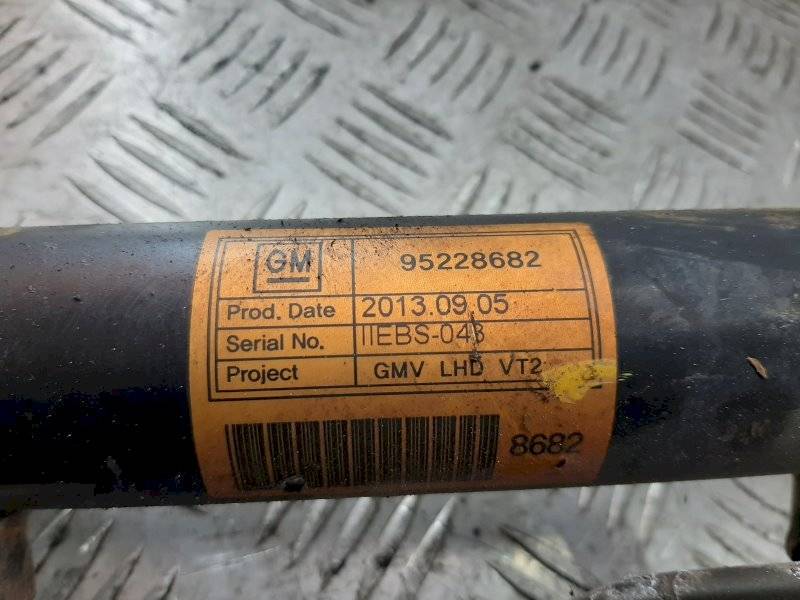 GM 95228682
Prod. Date 2013.09.05
Serial No. IIEBS-043
Project GMV LHD VT2
8682